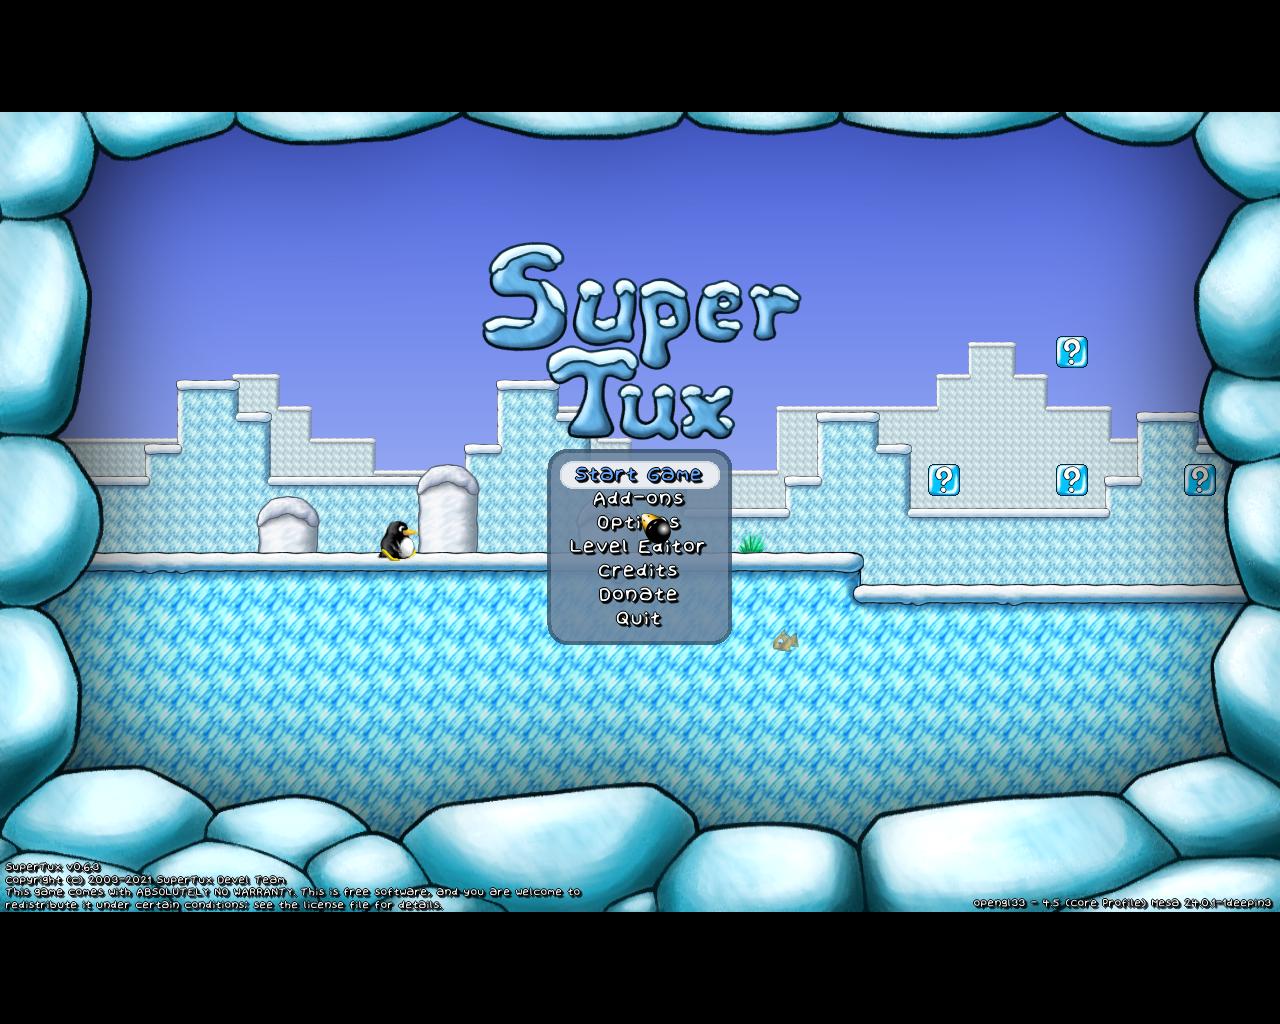 Super
Tux
Start Game
Add-ons
Options
Level Editor
Credits
Donate
Quit
SuperTux v0.6.3
Copyright (c) 2003-2021 SuperTux Devel Team
This game comes with ABSOLUTELY NO WARRANTY. This is free software, and you are welcome to
redistribute it under certain conditions; see the license file for details.
opengl33 - 4.5 (Core Profile) Mesa 24.0.1-1deepin3